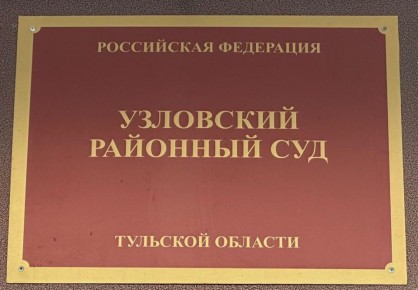 РОССИЙСКАЯ ФЕДЕРАЦИЯ
УЗЛОВСКИЙ
РАЙОННЫЙ СУД
ТУЛЬСКОЙ ОБЛАСТИ